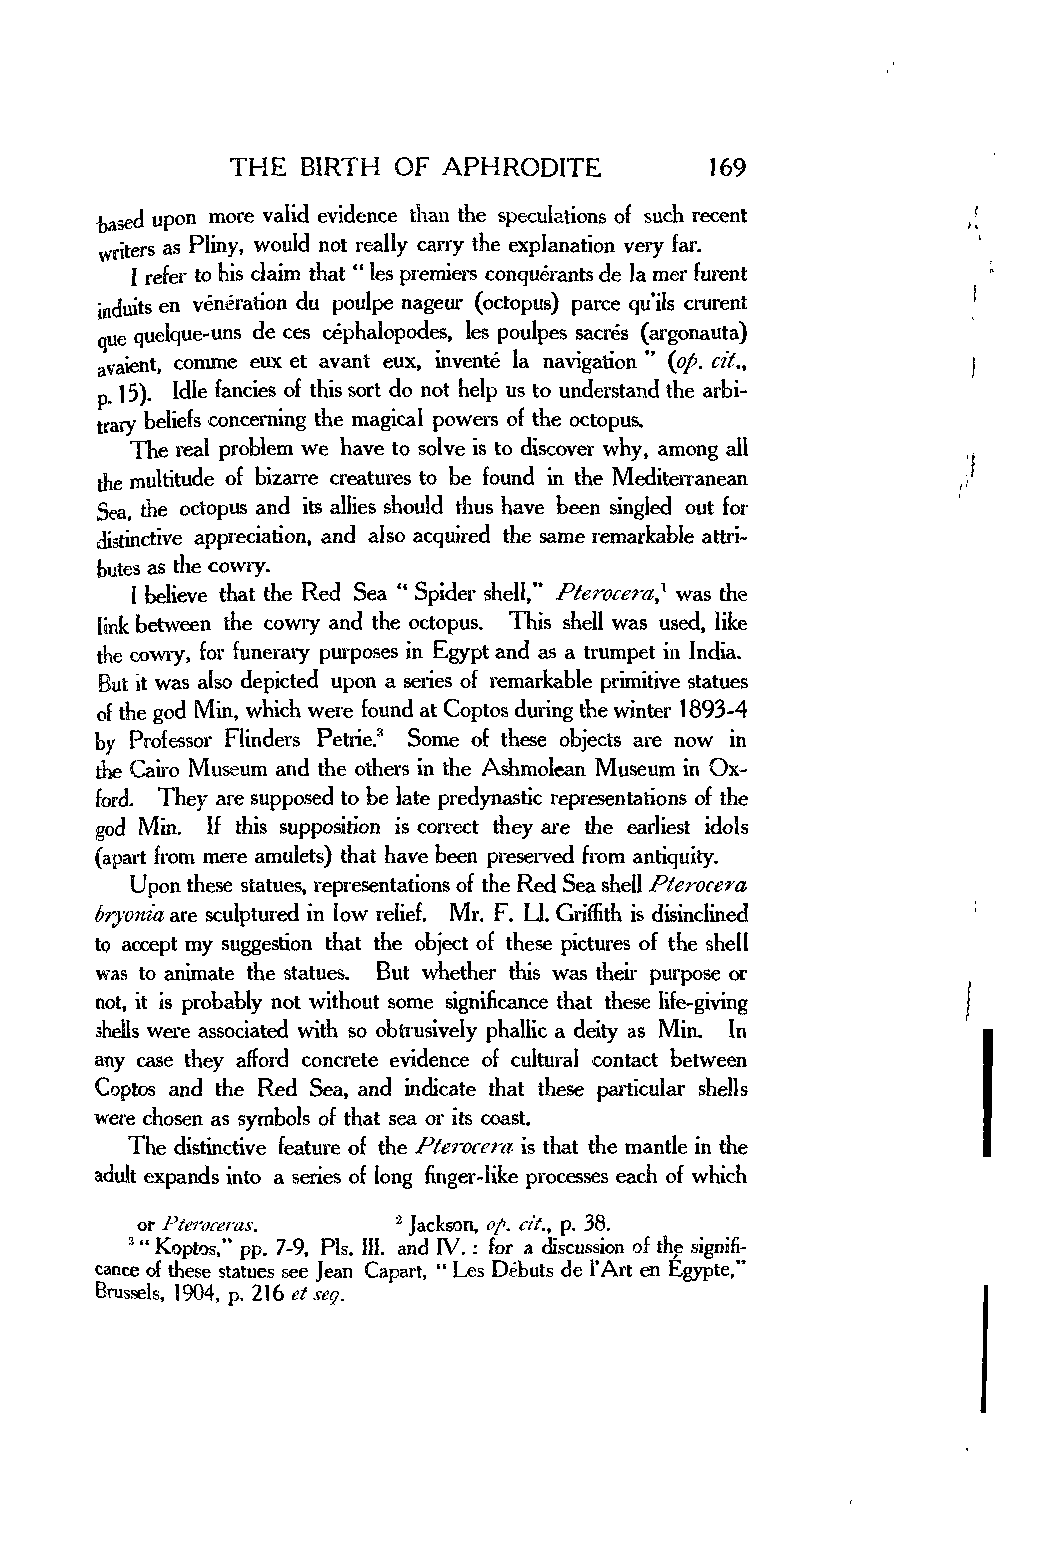 THE BIRTH OF APHRODITE 169
based upon more valid evidence than the speculations of such recent
writers as Pliny, would not really carry the explanation very far.
I refer to his claim that “ les premiers conquérants de la mer furent
induits en vénération du poulpe nageur (octopus) parce qu'ils crurent
que quelque-uns de ces céphalopodes, les poulpes sacrés (argonauta)
avaient, comme eux et avant eux, inventé la navigation ” (op. cit.,
p. 15). Idle fancies of this sort do not help us to understand the arbi-
trary beliefs concerning the magical powers of the octopus.
The real problem we have to solve is to discover why, among all
the multitude of bizarre creatures to be found in the Mediterranean
Sea, the octopus and its allies should thus have been singled out for
distinctive appreciation, and also acquired the same remarkable attri-
butes as the cowry.
I believe that the Red Sea “ Spider shell,” Pterocera,¹ was the
link between the cowry and the octopus. This shell was used, like
the cowry, for funerary purposes in Egypt and as a trumpet in India.
But it was also depicted upon a series of remarkable primitive statues
of the god Min, which were found at Coptos during the winter 1893-4
by Professor Flinders Petrie.³ Some of these objects are now in
the Cairo Museum and the others in the Ashmolean Museum in Ox-
ford. They are supposed to be late predynastic representations of the
god Min. If this supposition is correct they are the earliest idols
(apart from mere amulets) that have been preserved from antiquity.
Upon these statues, representations of the Red Sea shell Pterocera
bryonia are sculptured in low relief. Mr. F. Ll. Griffith is disinclined
to accept my suggestion that the object of these pictures of the shell
was to animate the statues. But whether this was their purpose or
not, it is probably not without some significance that these life-giving
shells were associated with so obtrusively phallic a deity as Min. In
any case they afford concrete evidence of cultural contact between
Coptos and the Red Sea, and indicate that these particular shells
were chosen as symbols of that sea or its coast.
The distinctive feature of the Pterocera is that the mantle in the
adult expands into a series of long finger-like processes each of which
or Pteroceras. ² Jackson, op. cit., p. 38.
³ “ Koptos,” pp. 7-9, Pls. III. and IV. : for a discussion of the signifi-
cance of these statues see Jean Capart, “ Les Débuts de l'Art en Égypte,”
Brussels, 1904, p. 216 et seq.